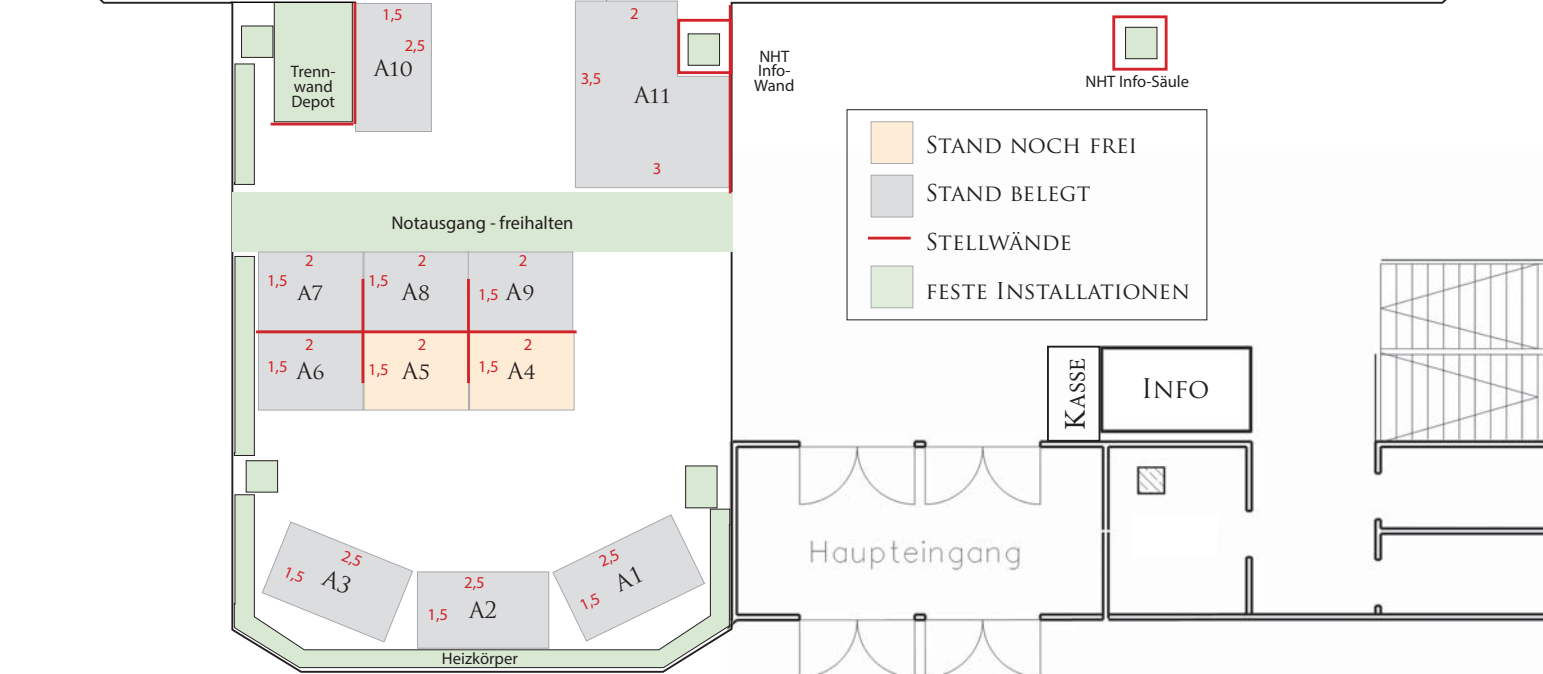 1,5
2,5
A10
Trenn-
wand
Depot
2
3,5
A11
3
NHT
Info-
Wand
NHT Info-Säule
Stand noch frei
Stand belegt
Stellwände
feste Installationen
Notausgang - freihalten
2
1,5
A7
2
1,5
A8
2
1,5
A9
2
1,5
A6
2
1,5
A5
2
1,5
A4
Kasse
Info
Haupteingang
2,5
1,5
A3
2,5
1,5
A2
2,5
1,5
A1
Heizkörper